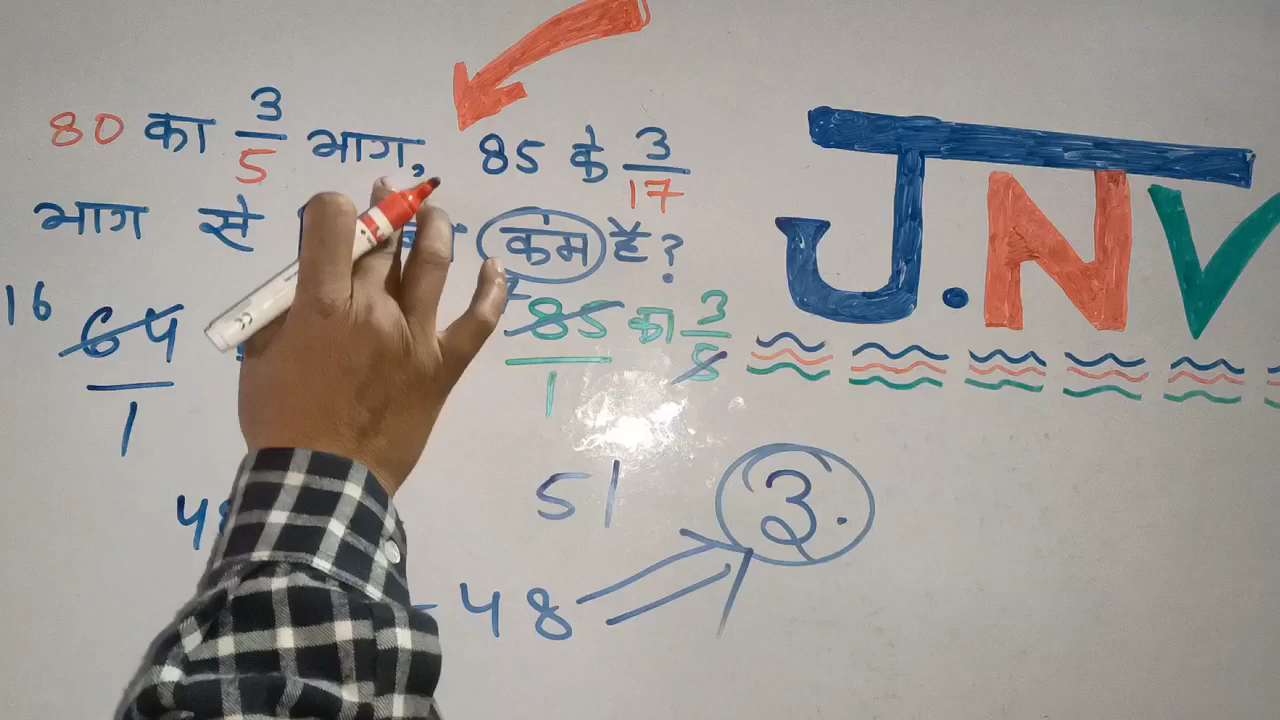 80 का 3/5 भाग, 85 के 3/17
भाग से कम है?
J.NV
16 64
1
85 का 3/5
1
48
51
3.
- 48